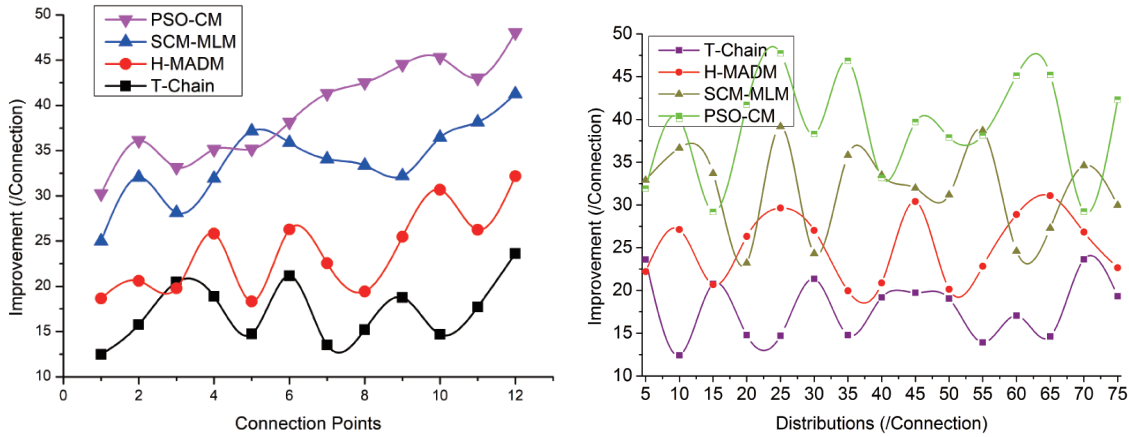 PSO-CM
SCM-MLM
H-MADM
T-Chain
50
45
40
35
30
25
20
15
10
Improvement (/Connection)
0 2 4 6 8 10 12
Connection Points
T-Chain
H-MADM
SCM-MLM
PSO-CM
50
45
40
35
30
25
20
15
10
Improvement (/Connection)
5 10 15 20 25 30 35 40 45 50 55 60 65 70 75
Distributions (/Connection)